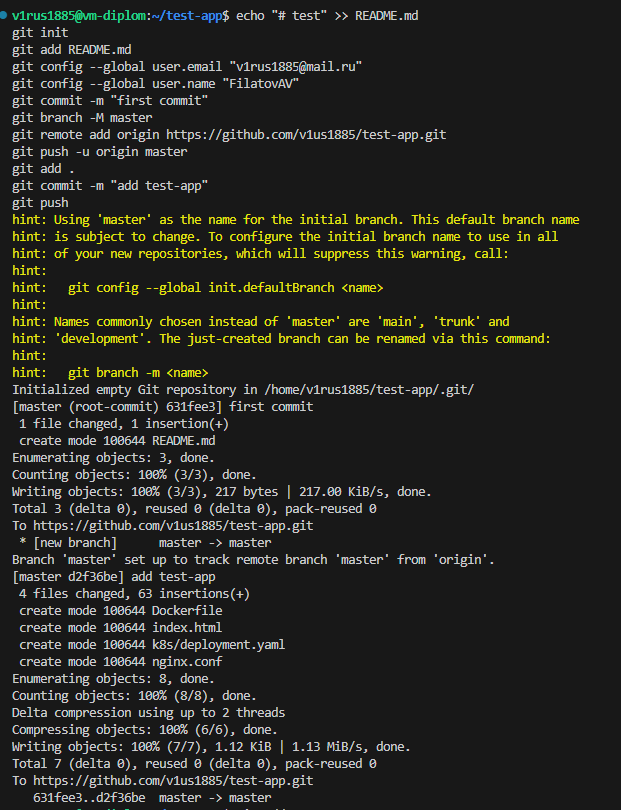 v1rus1885@vm-diplom:~/test-app$ echo "# test" >> README.md
git init
git add README.md
git config --global user.email "v1rus1885@mail.ru"
git config --global user.name "FilatovAV"
git commit -m "first commit"
git branch -M master
git remote add origin https://github.com/v1us1885/test-app.git
git push -u origin master
git add .
git commit -m "add test-app"
git push
hint: Using 'master' as the name for the initial branch. This default branch name
hint: is subject to change. To configure the initial branch name to use in all
hint: of your new repositories, which will suppress this warning, call:
hint:
hint:   git config --global init.defaultBranch <name>
hint:
hint: Names commonly chosen instead of 'master' are 'main', 'trunk' and
hint: 'development'. The just-created branch can be renamed via this command:
hint:
hint:   git branch -m <name>
Initialized empty Git repository in /home/v1rus1885/test-app/.git/
[master (root-commit) 631fee3] first commit
 1 file changed, 1 insertion(+)
 create mode 100644 README.md
Enumerating objects: 3, done.
Counting objects: 100% (3/3), done.
Writing objects: 100% (3/3), 217 bytes | 217.00 KiB/s, done.
Total 3 (delta 0), reused 0 (delta 0), pack-reused 0
To https://github.com/v1us1885/test-app.git
 * [new branch]      master -> master
Branch 'master' set up to track remote branch 'master' from 'origin'.
[master d2f36be] add test-app
 4 files changed, 63 insertions(+)
 create mode 100644 Dockerfile
 create mode 100644 index.html
 create mode 100644 k8s/deployment.yaml
 create mode 100644 nginx.conf
Enumerating objects: 8, done.
Counting objects: 100% (8/8), done.
Delta compression using up to 2 threads
Compressing objects: 100% (6/6), done.
Writing objects: 100% (7/7), 1.12 KiB | 1.13 MiB/s, done.
Total 7 (delta 0), reused 0 (delta 0), pack-reused 0
To https://github.com/v1us1885/test-app.git
   631fee3..d2f36be  master -> master